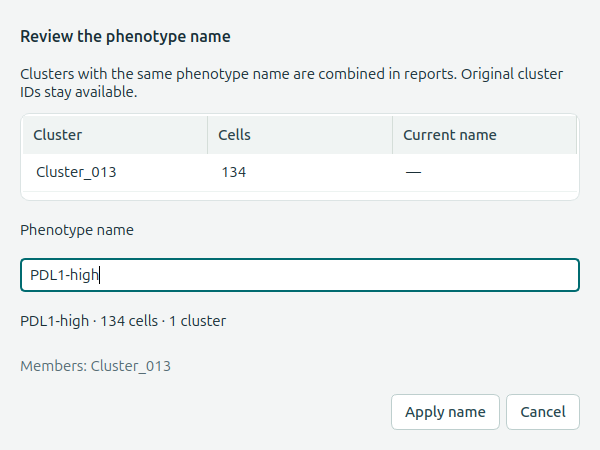 Review the phenotype name
Clusters with the same phenotype name are combined in reports. Original cluster
IDs stay available.
Cluster Cells Current name
Cluster_013 134 —
Phenotype name
PDL1-high
PDL1-high · 134 cells · 1 cluster
Members: Cluster_013
Apply name Cancel